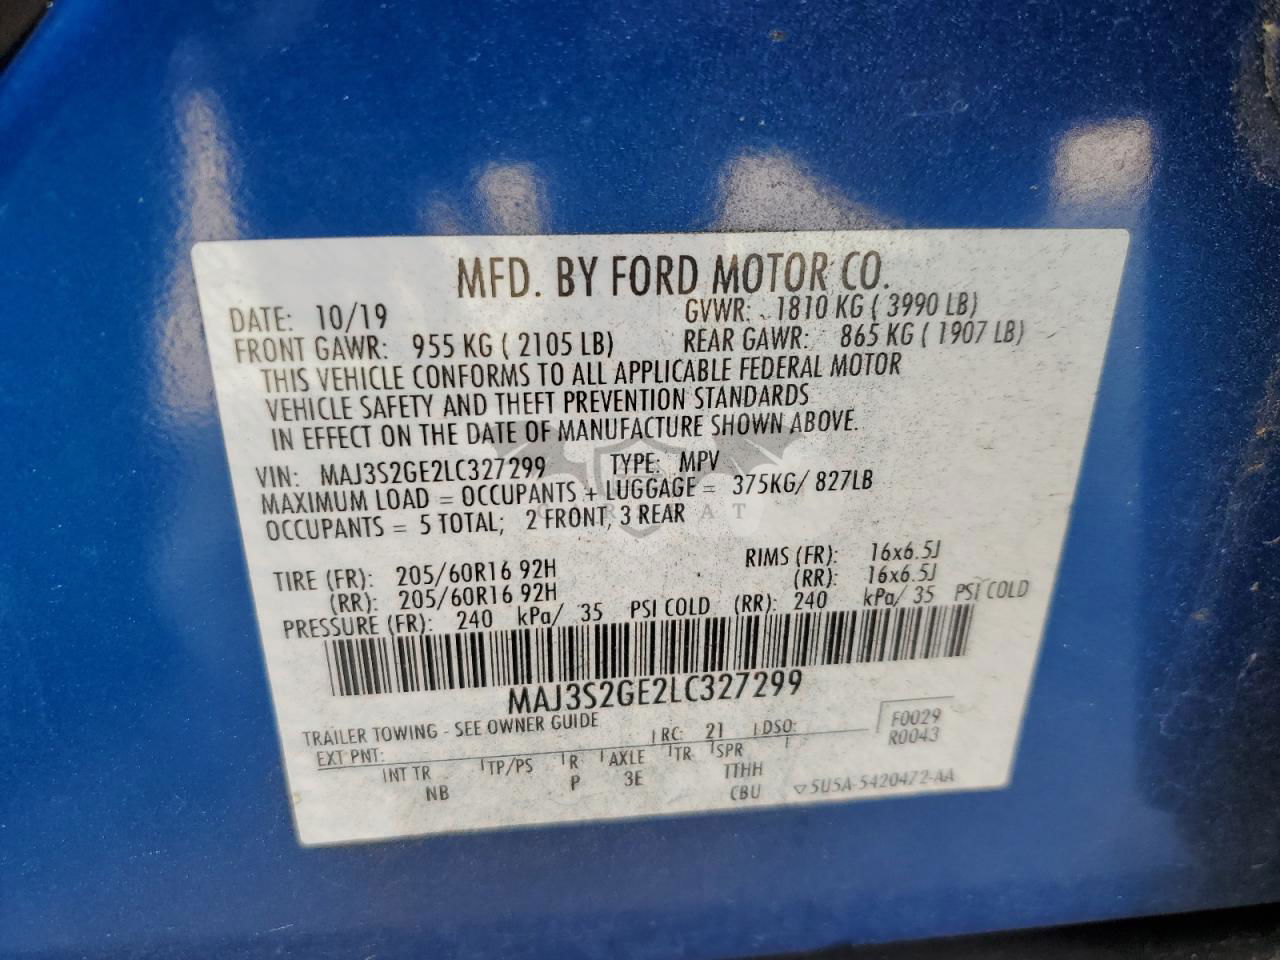 MFD. BY FORD MOTOR CO.
DATE: 10/19 GVWR: 1810 KG ( 3990 LB)
FRONT GAWR: 955 KG ( 2105 LB) REAR GAWR: 865 KG ( 1907 LB)
THIS VEHICLE CONFORMS TO ALL APPLICABLE FEDERAL MOTOR
VEHICLE SAFETY AND THEFT PREVENTION STANDARDS
IN EFFECT ON THE DATE OF MANUFACTURE SHOWN ABOVE.
VIN: MAJ3S2GE2LC327299 TYPE: MPV
MAXIMUM LOAD = OCCUPANTS + LUGGAGE = 375KG/ 827LB
OCCUPANTS = 5 TOTAL; 2 FRONT, 3 REAR
TIRE (FR): 205/60R16 92H RIMS (FR): 16x6.5J
(RR): 205/60R16 92H (RR): 16x6.5J
PRESSURE (FR): 240 kPa/ 35 PSI COLD (RR): 240 kPa/ 35 PSI COLD
MAJ3S2GE2LC327299
TRAILER TOWING - SEE OWNER GUIDE
EXT PNT: RC: 21 DSO: F0029
R0043
INT TR TP/PS R AXLE TR SPR
NB P 3E TTHH
CBU 5U5A-5420472-AA